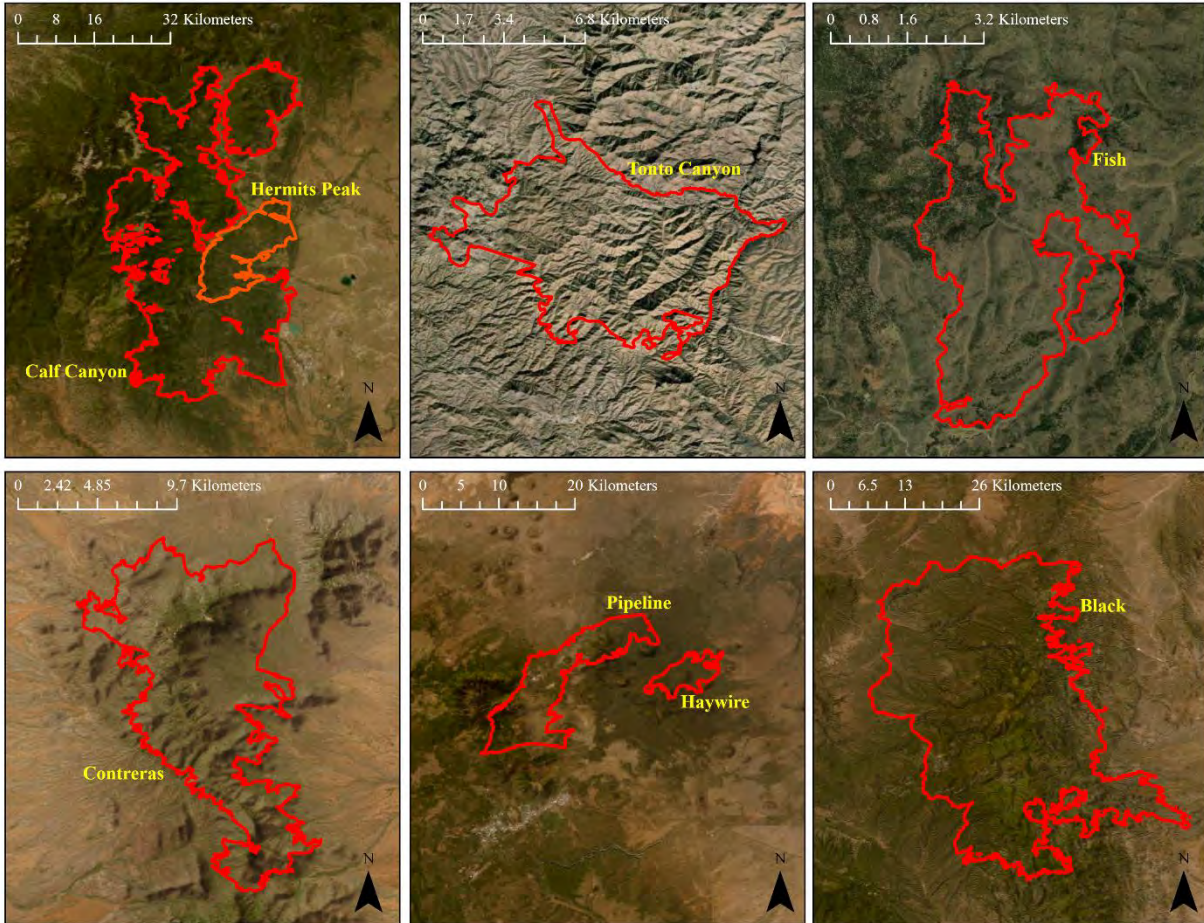 0 8 16 32 Kilometers
Hermits Peak
Calf Canyon
N
0 1.7 3.4 6.8 Kilometers
Tonto Canyon
N
0 0.8 1.6 3.2 Kilometers
Fish
N
0 2.42 4.85 9.7 Kilometers
Contreras
N
0 5 10 20 Kilometers
Pipeline
Haywire
N
0 6.5 13 26 Kilometers
Black
N